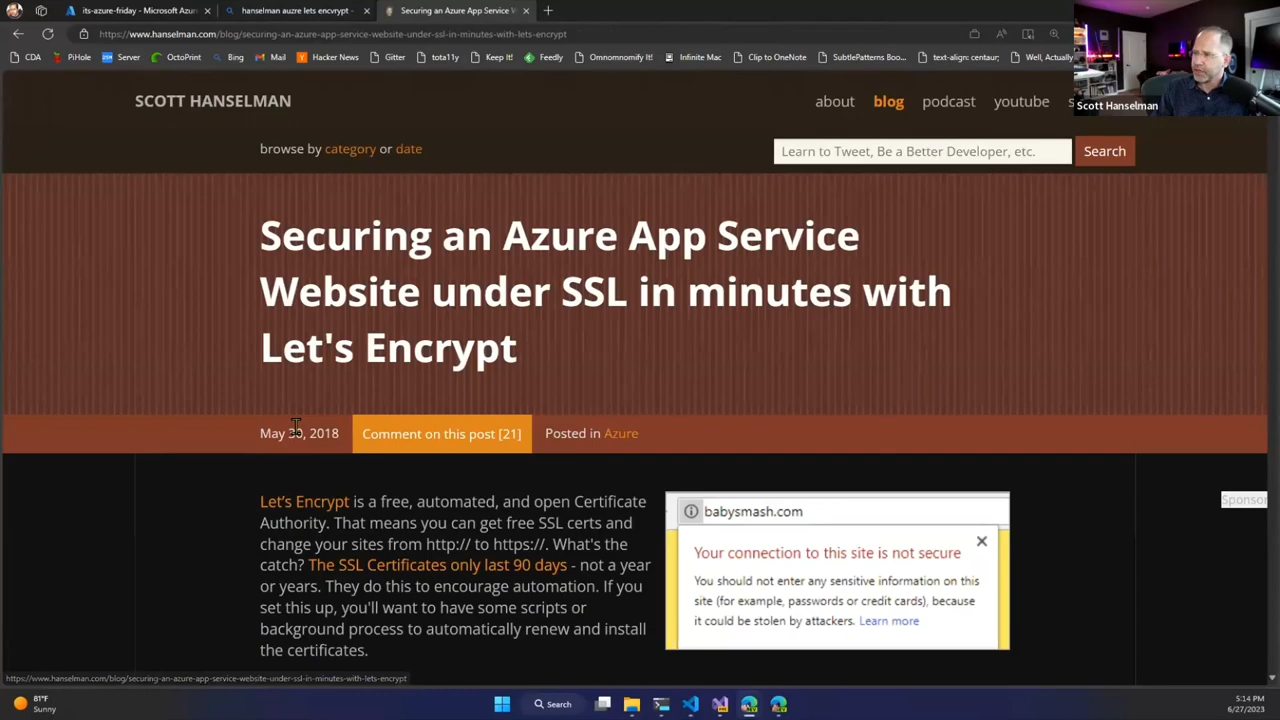 its-azure-friday - Microsoft Azur
hanselman auzre lets encvrypt -
Securing an Azure App Service W
https://www.hanselman.com/blog/securing-an-azure-app-service-website-under-ssl-in-minutes-with-lets-encrypt
CDA
PiHole
Server
OctoPrint
Bing
Mail
Hacker News
Gitter
tota11y
Keep It!
Feedly
Omnomnomify It!
Infinite Mac
Clip to OneNote
SubtlePatterns Boo...
text-align: centaur;
Well, Actually
Scott Hanselman
SCOTT HANSELMAN
about
blog
podcast
youtube
browse by category or date
Learn to Tweet, Be a Better Developer, etc.
Search
Securing an Azure App Service
Website under SSL in minutes with
Let's Encrypt
May 2018
Comment on this post [21]
Posted in Azure
Let's Encrypt is a free, automated, and open Certificate
Authority. That means you can get free SSL certs and
change your sites from http:// to https://. What's the
catch? The SSL Certificates only last 90 days - not a year
or years. They do this to encourage automation. If you
set this up, you'll want to have some scripts or
background process to automatically renew and install
the certificates.
babysmash.com
Your connection to this site is not secure
You should not enter any sensitive information on this
site (for example, passwords or credit cards), because
it could be stolen by attackers. Learn more
Sponsor
https://www.hanselman.com/blog/securing-an-azure-app-service-website-under-ssl-in-minutes-with-lets-encrypt
81°F
Sunny
Search
5:14 PM
6/27/2023